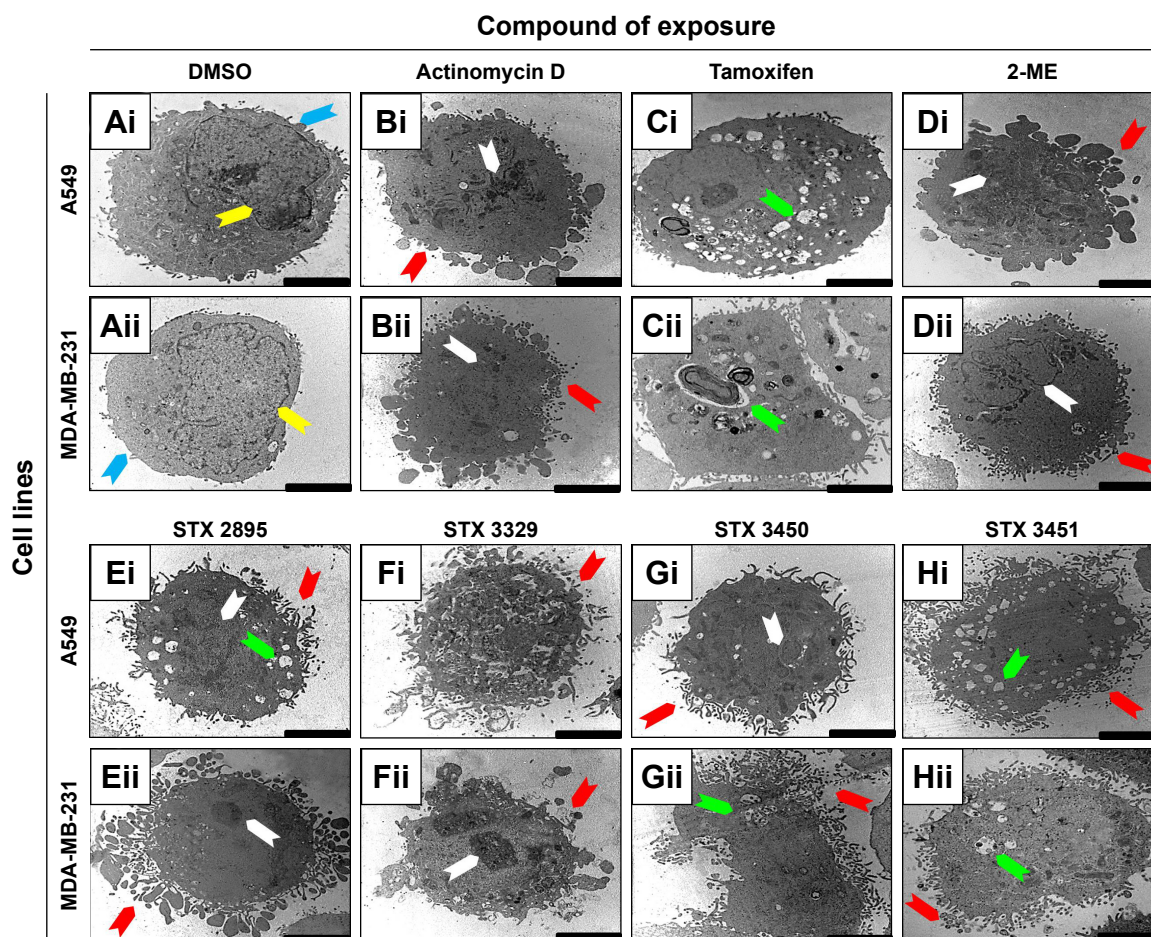 Compound of exposure
DMSO Actinomycin D Tamoxifen 2-ME
Cell lines
A549
Ai Bi Ci Di
MDA-MB-231
Aii Bii Cii Dii
STX 2895 STX 3329 STX 3450 STX 3451
A549
Ei Fi Gi Hi
MDA-MB-231
Eii Fii Gii Hii